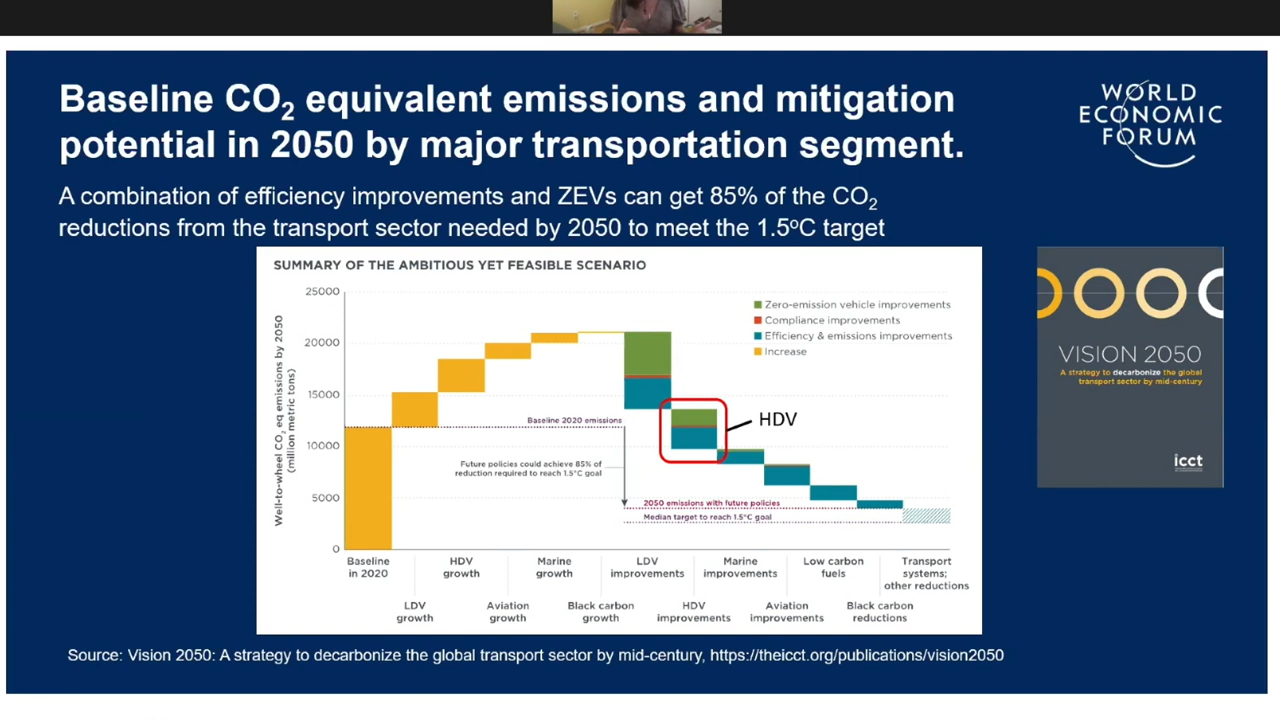 Baseline CO₂ equivalent emissions and mitigation
potential in 2050 by major transportation segment.
WORLD
ECONOMIC
FORUM
A combination of efficiency improvements and ZEVs can get 85% of the CO₂
reductions from the transport sector needed by 2050 to meet the 1.5ºC target
SUMMARY OF THE AMBITIOUS YET FEASIBLE SCENARIO
25000
20000
15000
10000
5000
0
Well-to-wheel CO₂ eq emissions by 2050
(million metric tons)
Zero-emission vehicle improvements
Compliance improvements
Efficiency & emissions improvements
Increase
HDV
Baseline 2020 emissions
Future policies could achieve 85% of
reduction required to reach 1.5°C goal
2050 emissions with future policies
Median target to reach 1.5°C goal
Baseline
in 2020
LDV
growth
HDV
growth
Aviation
growth
Marine
growth
Black carbon
growth
LDV
improvements
HDV
improvements
Marine
improvements
Aviation
improvements
Low carbon
fuels
Black carbon
reductions
Transport
systems;
other reductions
VISION 2050
A strategy to decarbonize the global
transport sector by mid-century
icct
Source: Vision 2050: A strategy to decarbonize the global transport sector by mid-century, https://theicct.org/publications/vision2050